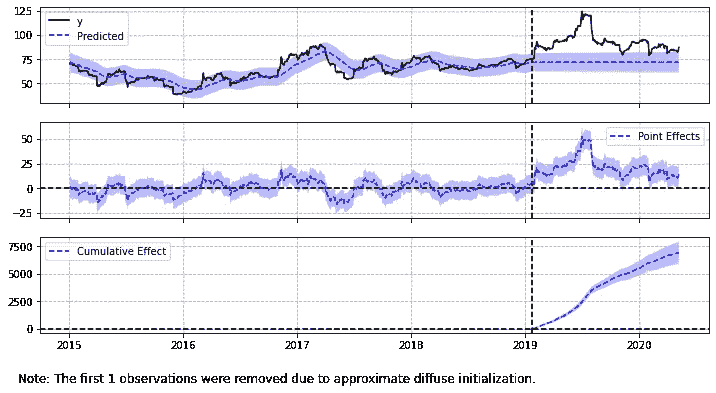 125
100
75
50
y
Predicted
50
25
0
−25
Point Effects
7500
5000
2500
0
Cumulative Effect
2015 2016 2017 2018 2019 2020
Note: The first 1 observations were removed due to approximate diffuse initialization.